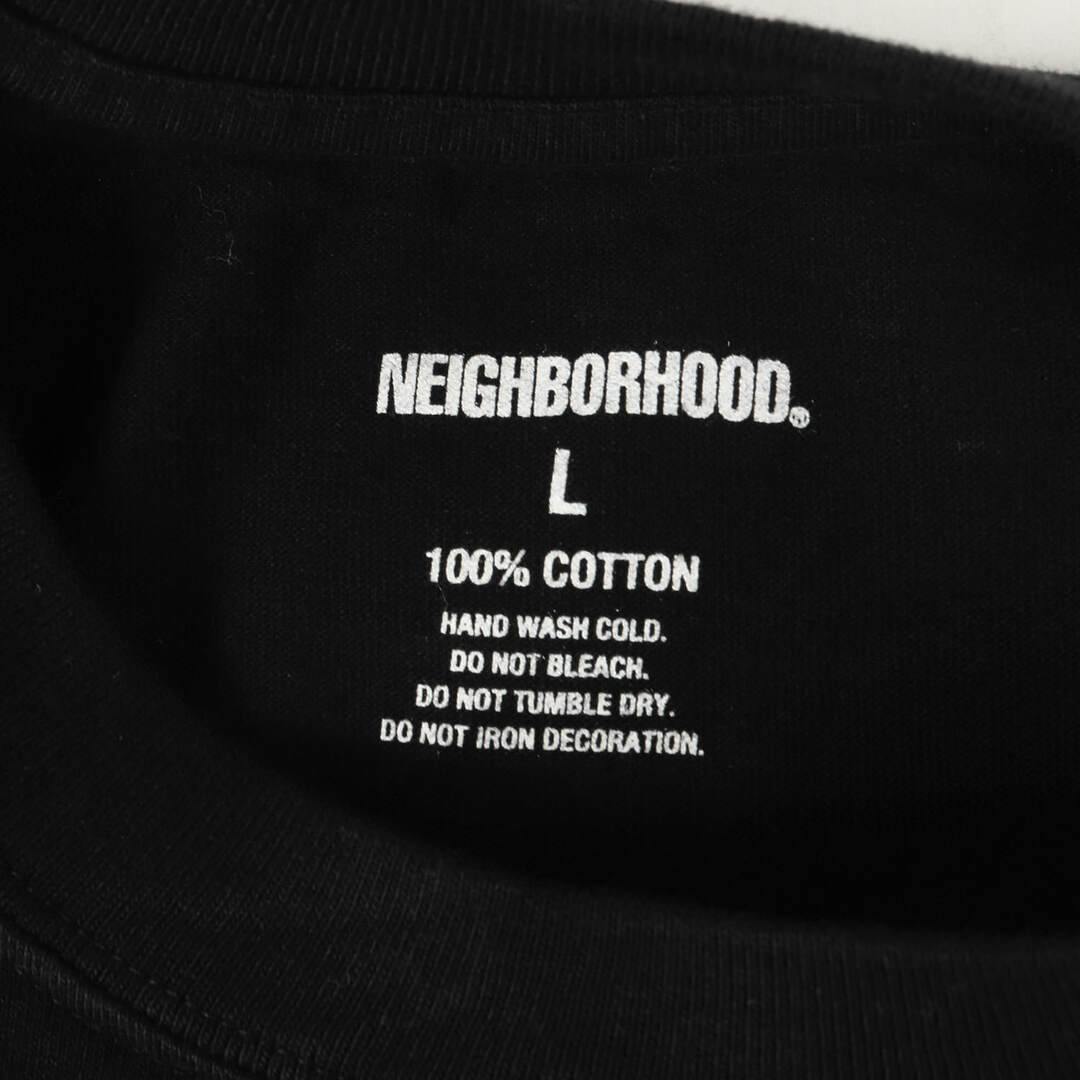 NEIGHBORHOOD®
L
100% COTTON
HAND WASH COLD.
DO NOT BLEACH.
DO NOT TUMBLE DRY.
DO NOT IRON DECORATION.